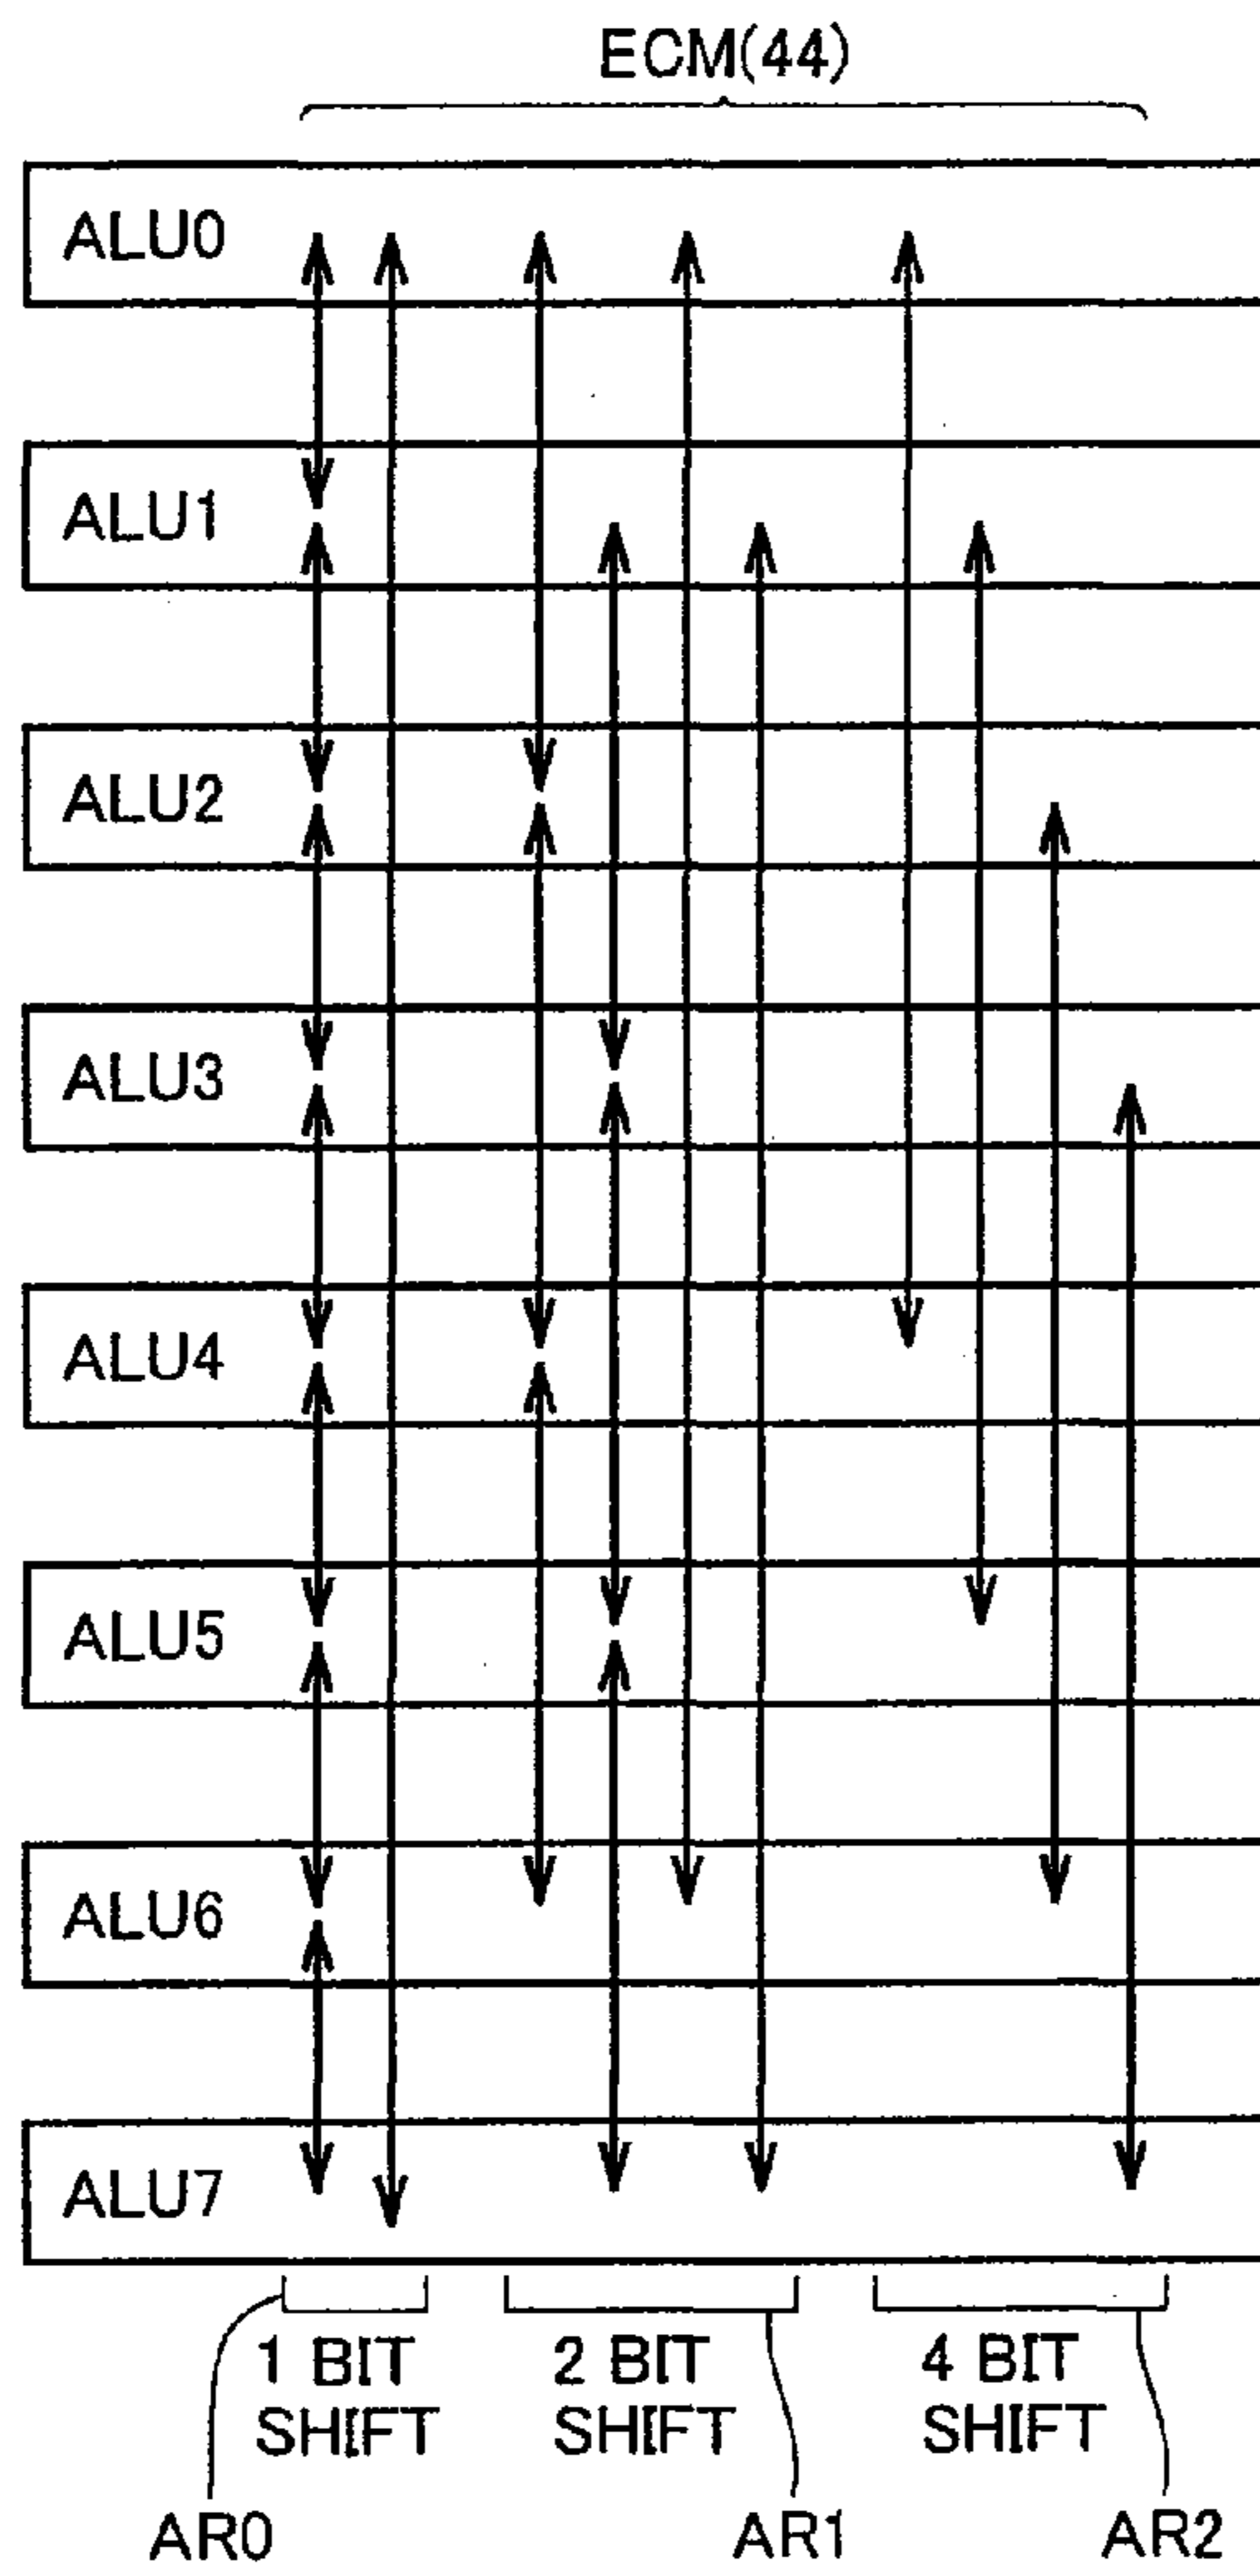 ECM(44)
ALU0
ALU1
ALU2
ALU3
ALU4
ALU5
ALU6
ALU7
1 BIT
SHIFT
2 BIT
SHIFT
4 BIT
SHIFT
AR0
AR1
AR2